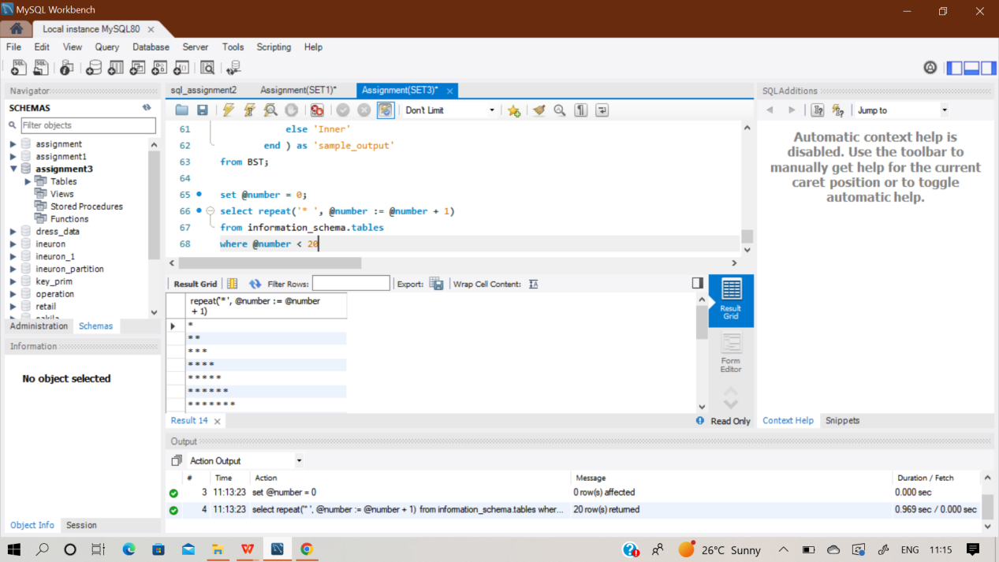 MySQL Workbench
Local instance MySQL80
File Edit View Query Database Server Tools Scripting Help
Navigator
SCHEMAS
Filter objects
assignment
assignment1
assignment3
Tables
Views
Stored Procedures
Functions
dress_data
ineuron
ineuron_1
ineuron_partition
key_prim
operation
retail
Administration Schemas
Information
No object selected
Object Info Session
sql_assignment2 Assignment(SET1)* Assignment(SET3)*
Don't Limit
61 else 'Inner'
62 end ) as 'sample_output'
63 from BST;
64
65 set @number = 0;
66 select repeat('* ', @number := @number + 1)
67 from information_schema.tables
68 where @number < 20
Result Grid Filter Rows: Export: Wrap Cell Content:
repeat('* ', @number := @number
+ 1)
*
* *
* * *
* * * *
* * * * *
* * * * * *
* * * * * * *
Result
Grid
Form
Editor
Result 14 Read Only
SQLAdditions
Jump to
Automatic context help is
disabled. Use the toolbar to
manually get help for the current
caret position or to toggle
automatic help.
Context Help Snippets
Output
Action Output
# Time Action Message Duration / Fetch
3 11:13:23 set @number = 0 0 row(s) affected 0.000 sec
4 11:13:23 select repeat('* ', @number := @number + 1) from information_schema.tables wher... 20 row(s) returned 0.969 sec / 0.000 sec
26°C Sunny ENG 11:15